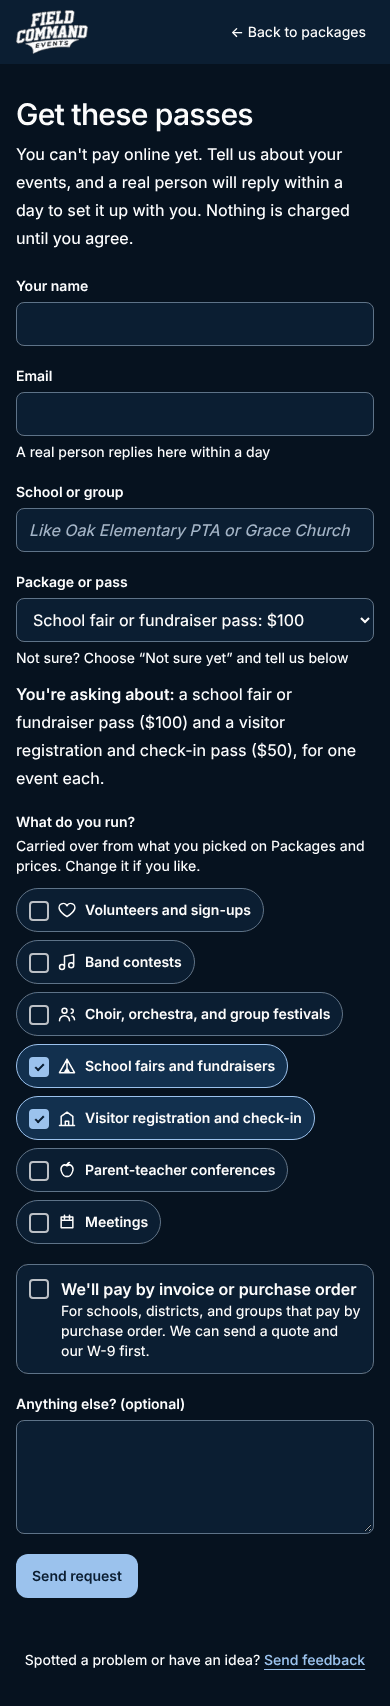 FIELD
COMMAND
EVENTS
← Back to packages
Get these passes
You can't pay online yet. Tell us about your
events, and a real person will reply within a
day to set it up with you. Nothing is charged
until you agree.
Your name
Email
A real person replies here within a day
School or group
Like Oak Elementary PTA or Grace Church
Package or pass
School fair or fundraiser pass: $100
Not sure? Choose “Not sure yet” and tell us below
You're asking about: a school fair or
fundraiser pass ($100) and a visitor
registration and check-in pass ($50), for one
event each.
What do you run?
Carried over from what you picked on Packages and
prices. Change it if you like.
Volunteers and sign-ups
Band contests
Choir, orchestra, and group festivals
School fairs and fundraisers
Visitor registration and check-in
Parent-teacher conferences
Meetings
We'll pay by invoice or purchase order
For schools, districts, and groups that pay by
purchase order. We can send a quote and
our W-9 first.
Anything else? (optional)
Send request
Spotted a problem or have an idea? Send feedback